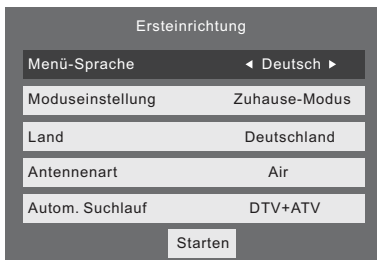 Ersteinrichtung
Menü-Sprache ◄ Deutsch ►
Moduseinstellung Zuhause-Modus
Land Deutschland
Antennenart Air
Autom. Suchlauf DTV+ATV
Starten